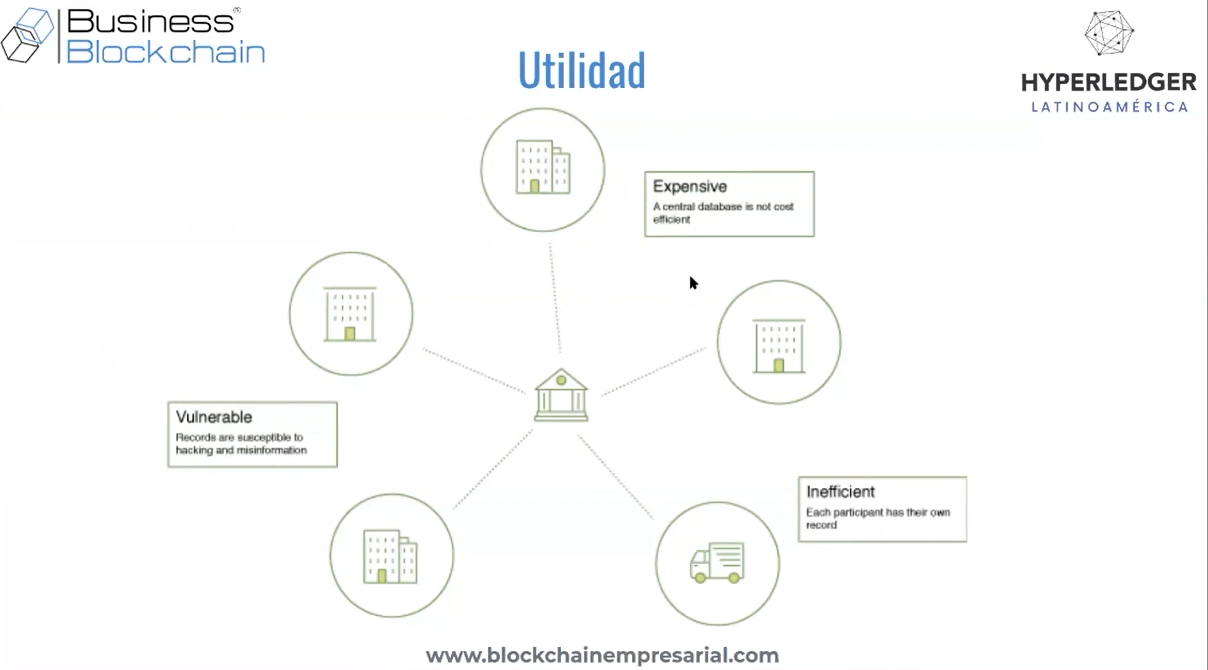 Business®
Blockchain
Utilidad
HYPERLEDGER
LATINOAMÉRICA
Expensive
A central database is not cost
efficient
Vulnerable
Records are susceptible to
hacking and misinformation
Inefficient
Each participant has their own
record
www.blockchainempresarial.com